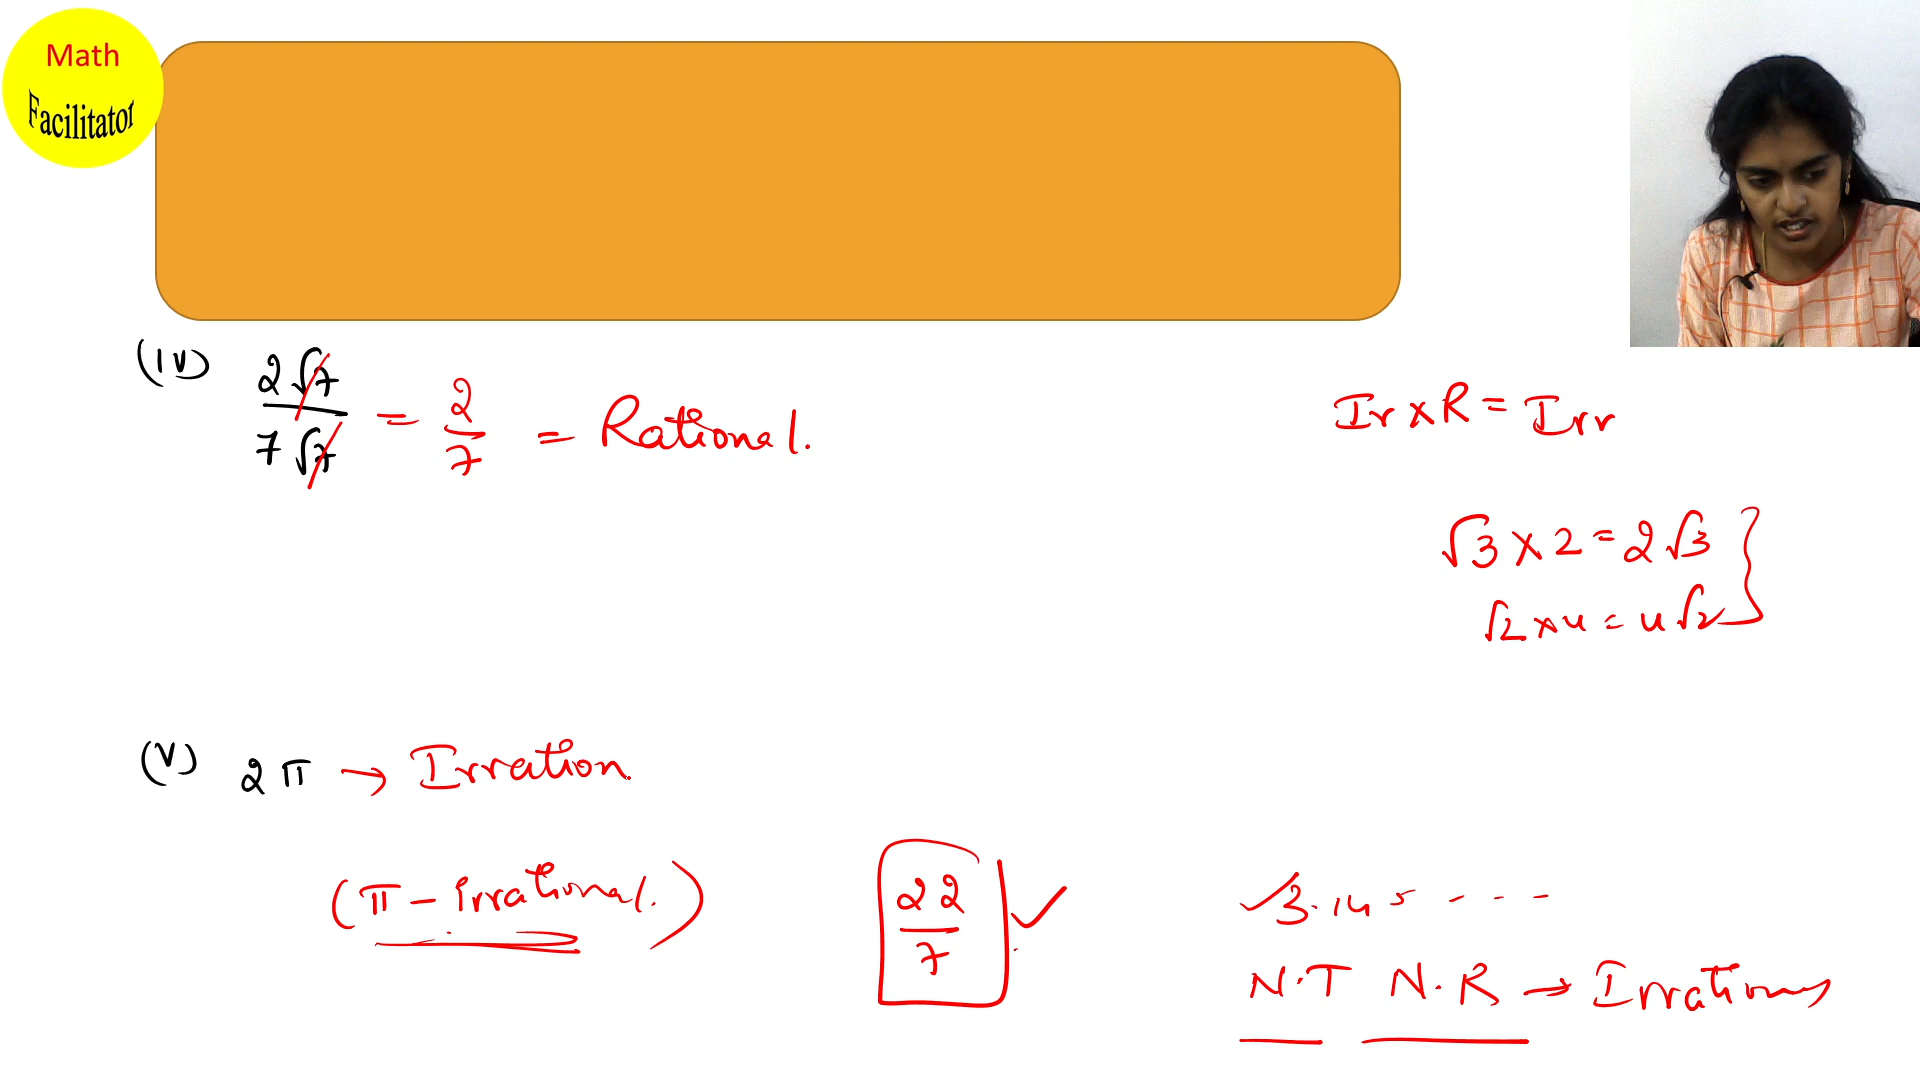 Math
Facilitator
(iv) 2√7 / 7√7 = 2/7 = Rational.
Ir x R = Irr
√3 x 2 = 2√3
√2 x 4 = 4√2
(v) 2π → Irration
(π - irrational.)
22/7 ✓
3.145 - - - -
N.T N.R →